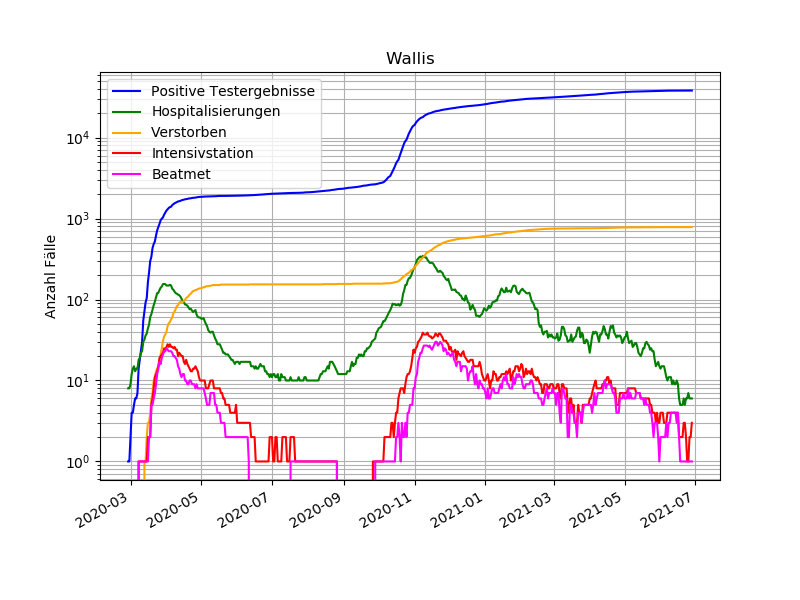 Wallis
Anzahl Fälle
10^4
10^3
10^2
10^1
10^0
Positive Testergebnisse
Hospitalisierungen
Verstorben
Intensivstation
Beatmet
2020-03
2020-05
2020-07
2020-09
2020-11
2021-01
2021-03
2021-05
2021-07